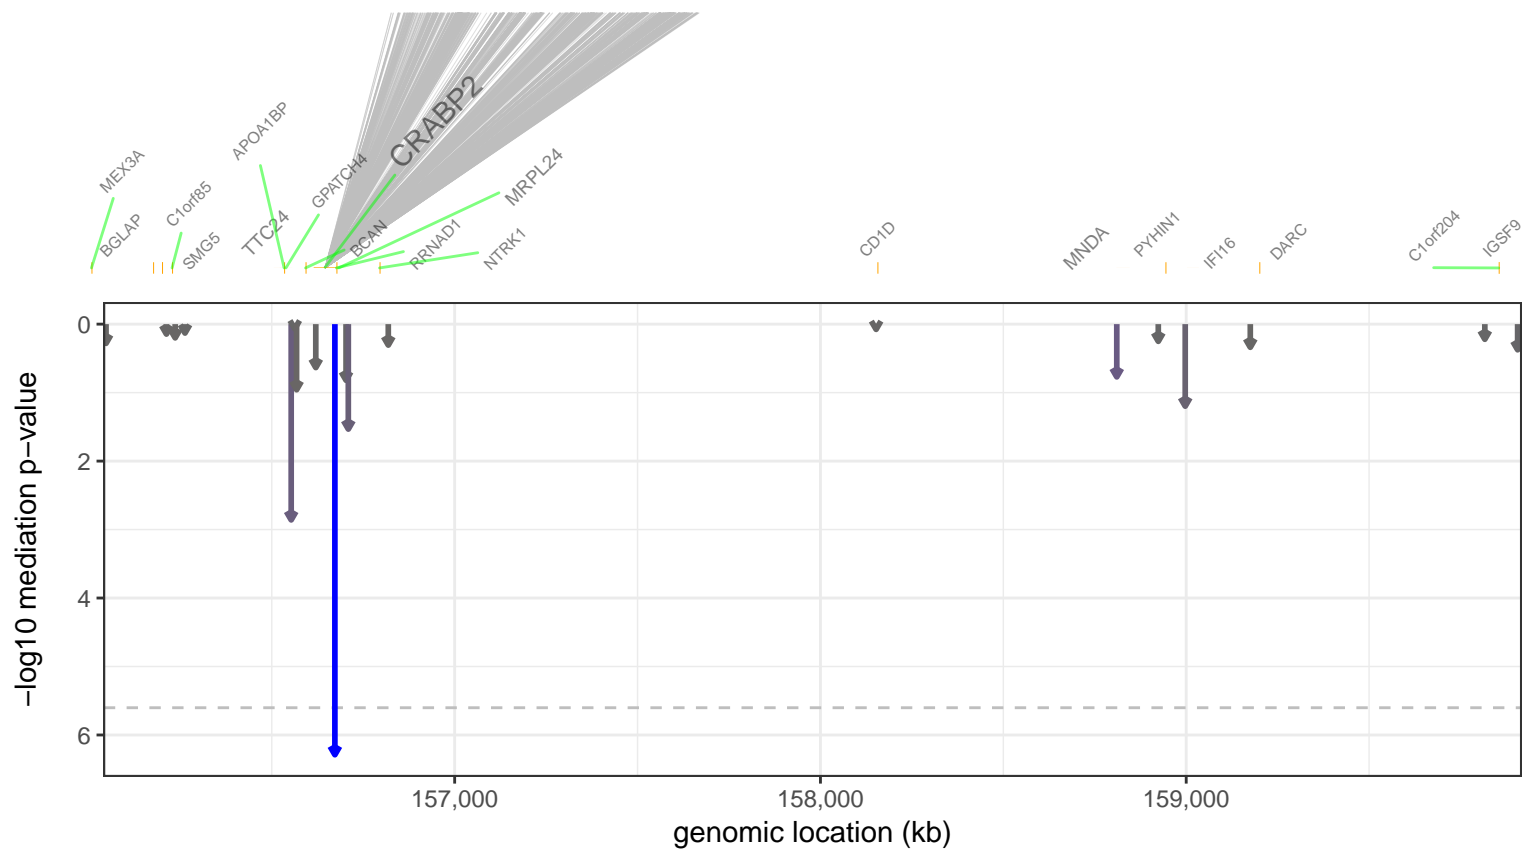 CRABP2
APOA1BP
MEX3A
GPATCH4
MRPL24
C1orf85
BGLAP
TTC24
BCAN
RRNAD1
NTRK1
SMG5
CD1D
MNDA
PYHIN1
IFI16
DARC
C1orf204
IGSF9
0
2
4
6
−log10 mediation p−value
157,000
158,000
159,000
genomic location (kb)